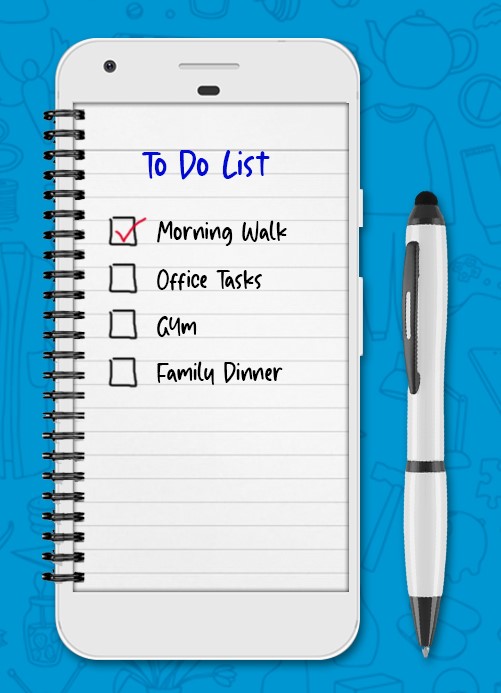 To Do List
Morning Walk
Office Tasks
Gym
Family Dinner